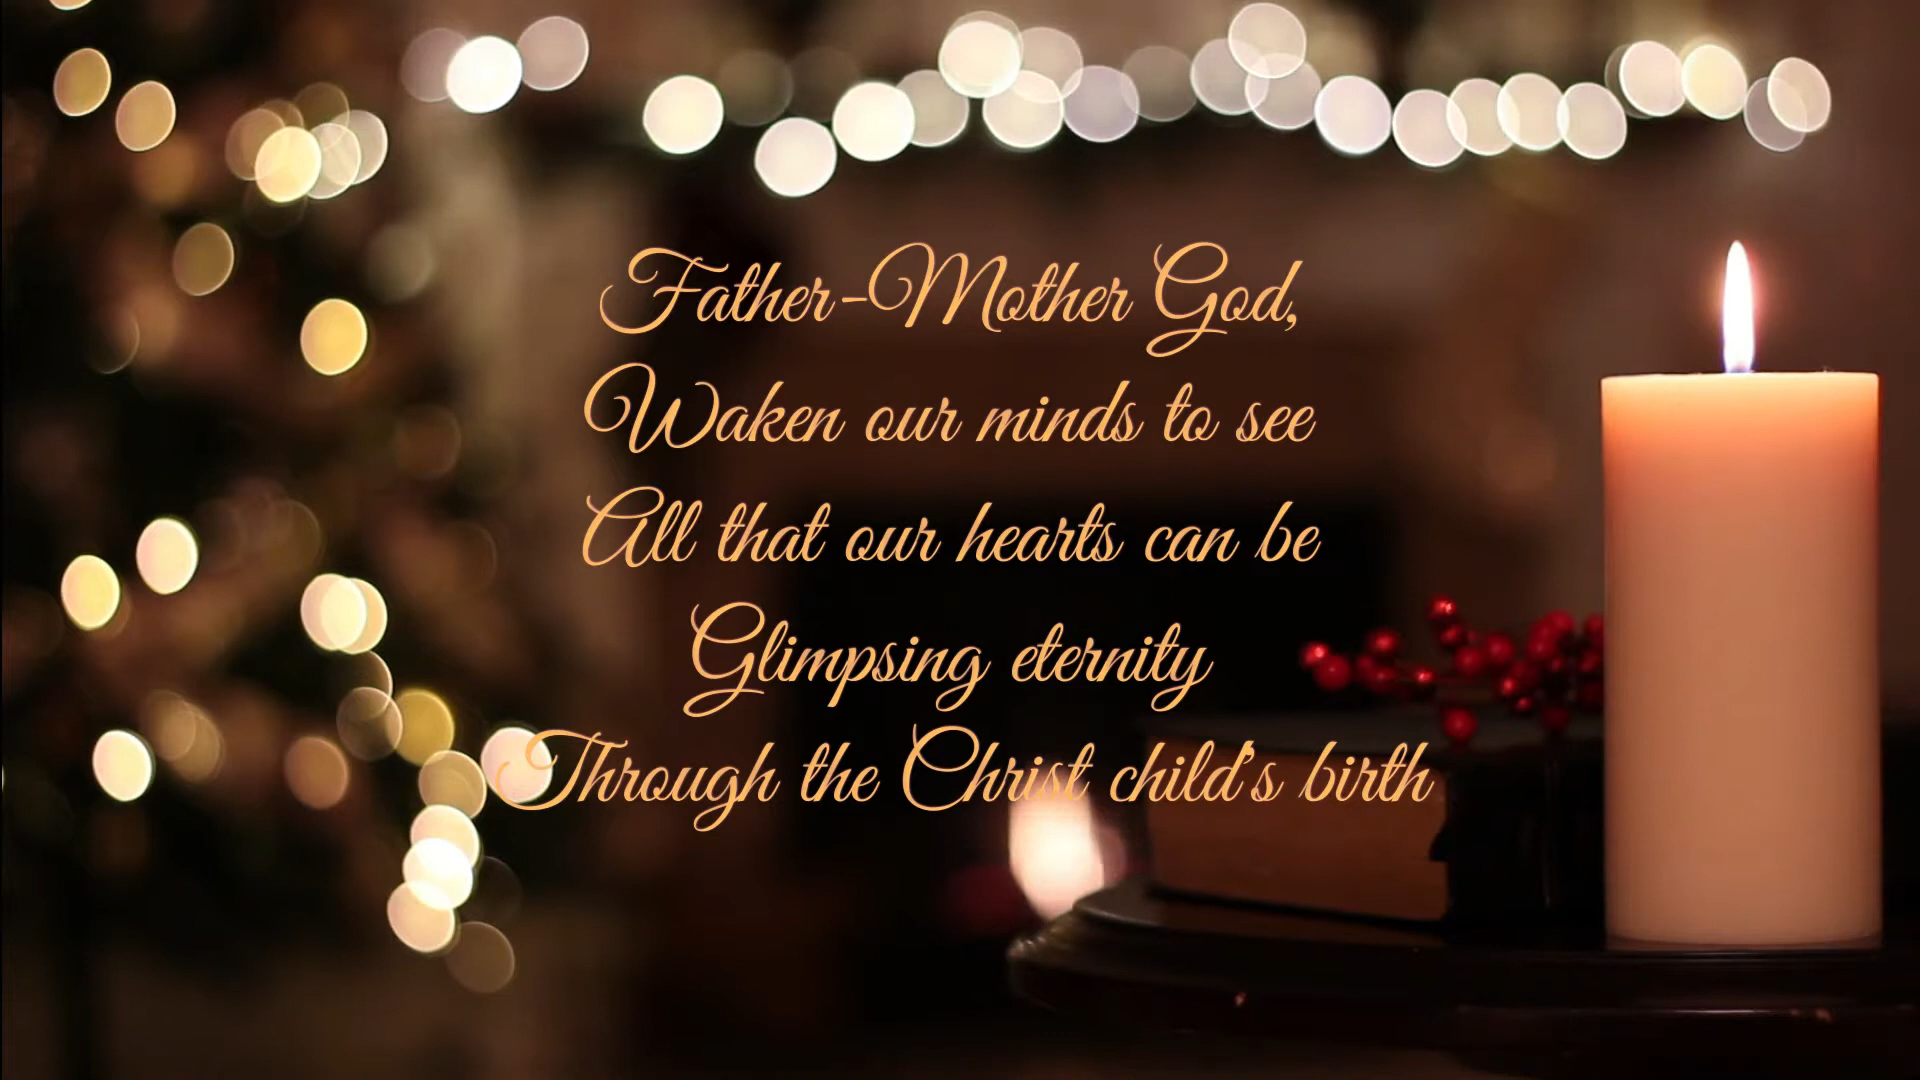 Father-Mother God,
Waken our minds to see
All that our hearts can be
Glimpsing eternity
Through the Christ child's birth